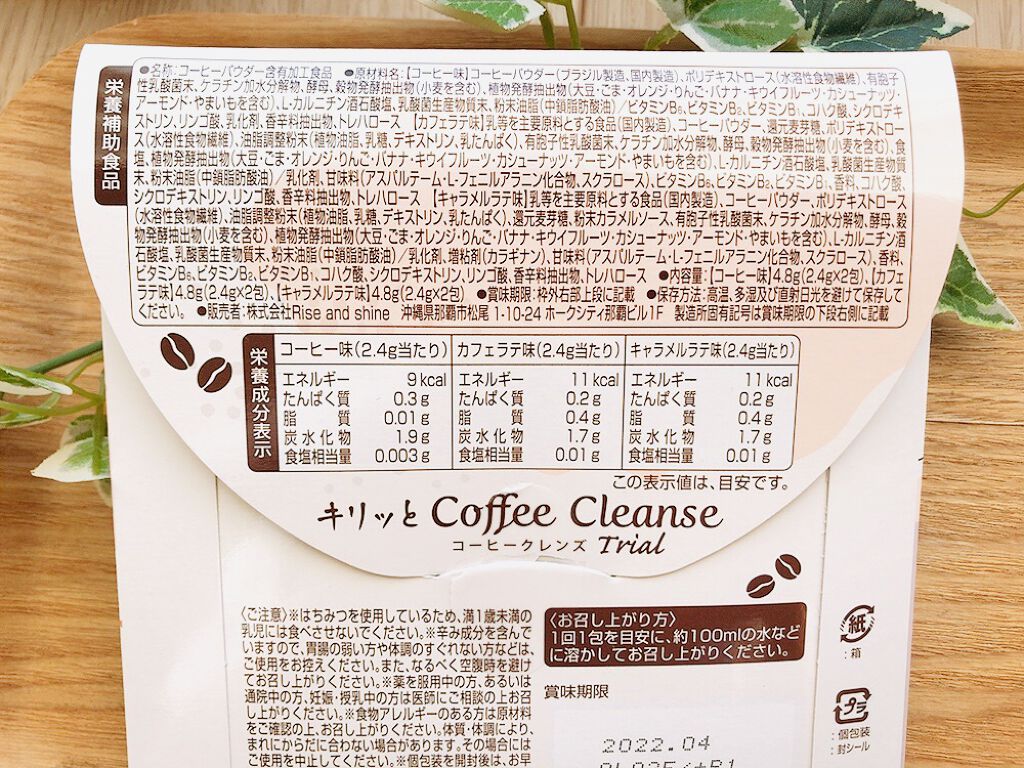 栄養補助食品
●名称:コーヒーパウダー含有加工食品 ●原材料名:【コーヒー味】コーヒーパウダー(ブラジル製造、国内製造)、ポリデキストロース(水溶性食物繊維)、有胞子
性乳酸菌末、ケラチン加水分解物、酵母、穀物発酵抽出物(小麦を含む)、植物発酵抽出物(大豆・ごま・オレンジ・りんご・バナナ・キウイフルーツ・カシューナッツ・
アーモンド・やまいもを含む)、L-カルニチン酒石酸塩、乳酸菌生産物質末、粉末油脂(中鎖脂肪酸油)/ビタミンB₆、ビタミンB₂、ビタミンB₁、コハク酸、シクロデキ
ストリン、リンゴ酸、乳化剤、香辛料抽出物、トレハロース 【カフェラテ味】乳等を主要原料とする食品(国内製造)、コーヒーパウダー、還元麦芽糖、ポリデキストロー
ス(水溶性食物繊維)、油脂調整粉末(植物油脂、乳糖、デキストリン、乳たんぱく)、有胞子性乳酸菌末、ケラチン加水分解物、酵母、穀物発酵抽出物(小麦を含む)、食
塩、植物発酵抽出物(大豆・ごま・オレンジ・りんご・バナナ・キウイフルーツ・カシューナッツ・アーモンド・やまいもを含む)、L-カルニチン酒石酸塩、乳酸菌生産物質
末、粉末油脂(中鎖脂肪酸油)/乳化剤、甘味料(アスパルテーム・L-フェニルアラニン化合物、スクラロース)、ビタミンB₆、ビタミンB₂、ビタミンB₁、香料、コハク酸、
シクロデキストリン、リンゴ酸、香辛料抽出物、トレハロース 【キャラメルラテ味】乳等を主要原料とする食品(国内製造)、コーヒーパウダー、ポリデキストロース
(水溶性食物繊維)、油脂調整粉末(植物油脂、乳糖、デキストリン、乳たんぱく)、還元麦芽糖、粉末カラメルソース、有胞子性乳酸菌末、ケラチン加水分解物、酵母、穀
物発酵抽出物(小麦を含む)、植物発酵抽出物(大豆・ごま・オレンジ・りんご・バナナ・キウイフルーツ・カシューナッツ・アーモンド・やまいもを含む)、L-カルニチン酒
石酸塩、乳酸菌生産物質末、粉末油脂(中鎖脂肪酸油)/乳化剤、増粘剤(カラギナン)、甘味料(アスパルテーム・L-フェニルアラニン化合物、スクラロース)、香料、
ビタミンB₆、ビタミンB₂、ビタミンB₁、コハク酸、シクロデキストリン、リンゴ酸、香辛料抽出物、トレハロース ●内容量:【コーヒー味】4.8g(2.4g×2包)、【カフェ
ラテ味】4.8g(2.4g×2包)、【キャラメルラテ味】4.8g(2.4g×2包) ●賞味期限:枠外右部上段に記載 ●保存方法:高温、多湿及び直射日光を避けて保存して
ください。 ●販売者:株式会社Rise and shine 沖縄県那覇市松尾1-10-24 ホークシティ那覇ビル1F 製造所固有記号は賞味期限の下段右側に記載
栄養成分表示
コーヒー味(2.4g当たり) カフェラテ味(2.4g当たり) キャラメルラテ味(2.4g当たり)
エネルギー 9kcal エネルギー 11kcal エネルギー 11kcal
たんぱく質 0.3g たんぱく質 0.2g たんぱく質 0.2g
脂質 0.01g 脂質 0.4g 脂質 0.4g
炭水化物 1.9g 炭水化物 1.7g 炭水化物 1.7g
食塩相当量 0.003g 食塩相当量 0.01g 食塩相当量 0.01g
この表示値は、目安です。
キリッと Coffee Cleanse
コーヒークレンズ Trial
〈ご注意〉※はちみつを使用しているため、満1歳未満の
乳児には食べさせないでください。※辛み成分を含んで
いますので、胃腸の弱い方や体調のすぐれない方などは、
ご使用をお控えください。また、なるべく空腹時を避け
てお召し上がりください。※薬を服用中の方、あるいは
通院中の方、妊娠・授乳中の方は医師にご相談の上お召
し上がりください。※食物アレルギーのある方は原材料
をご確認の上、お召し上がりください。体質・体調により、
まれにからだに合わない場合があります。その場合には
ご使用を中止してください。※個包装を開封後は、お早
〈お召し上がり方〉
1回1包を目安に、約100mlの水など
に溶かしてお召し上がりください。
賞味期限
2022.04
紙
:箱
プラ
:個包装
:封シール